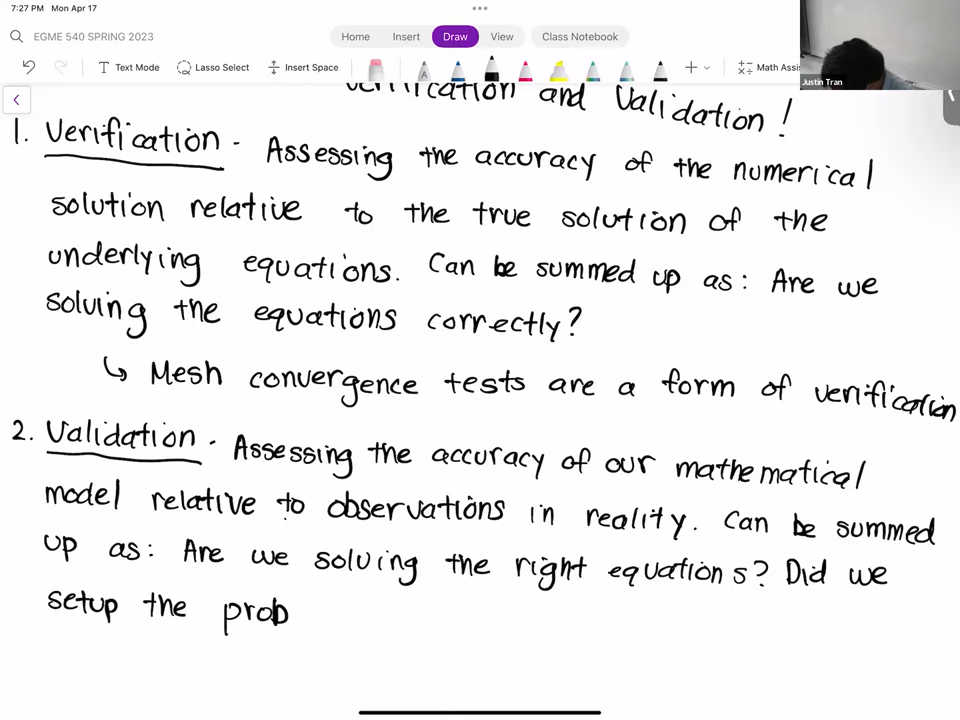 7:27 PM Mon Apr 17
EGME 540 SPRING 2023
Home Insert Draw View Class Notebook
Text Mode Lasso Select Insert Space Math Assis
Justin Tran
Verification and Validation!
1. Verification - Assessing the accuracy of the numerical
solution relative to the true solution of the
underlying equations. Can be summed up as: Are we
solving the equations correctly?
↳ Mesh convergence tests are a form of verification
2. Validation - Assessing the accuracy of our mathematical
model relative to observations in reality. Can be summed
up as: Are we solving the right equations? Did we
setup the prob